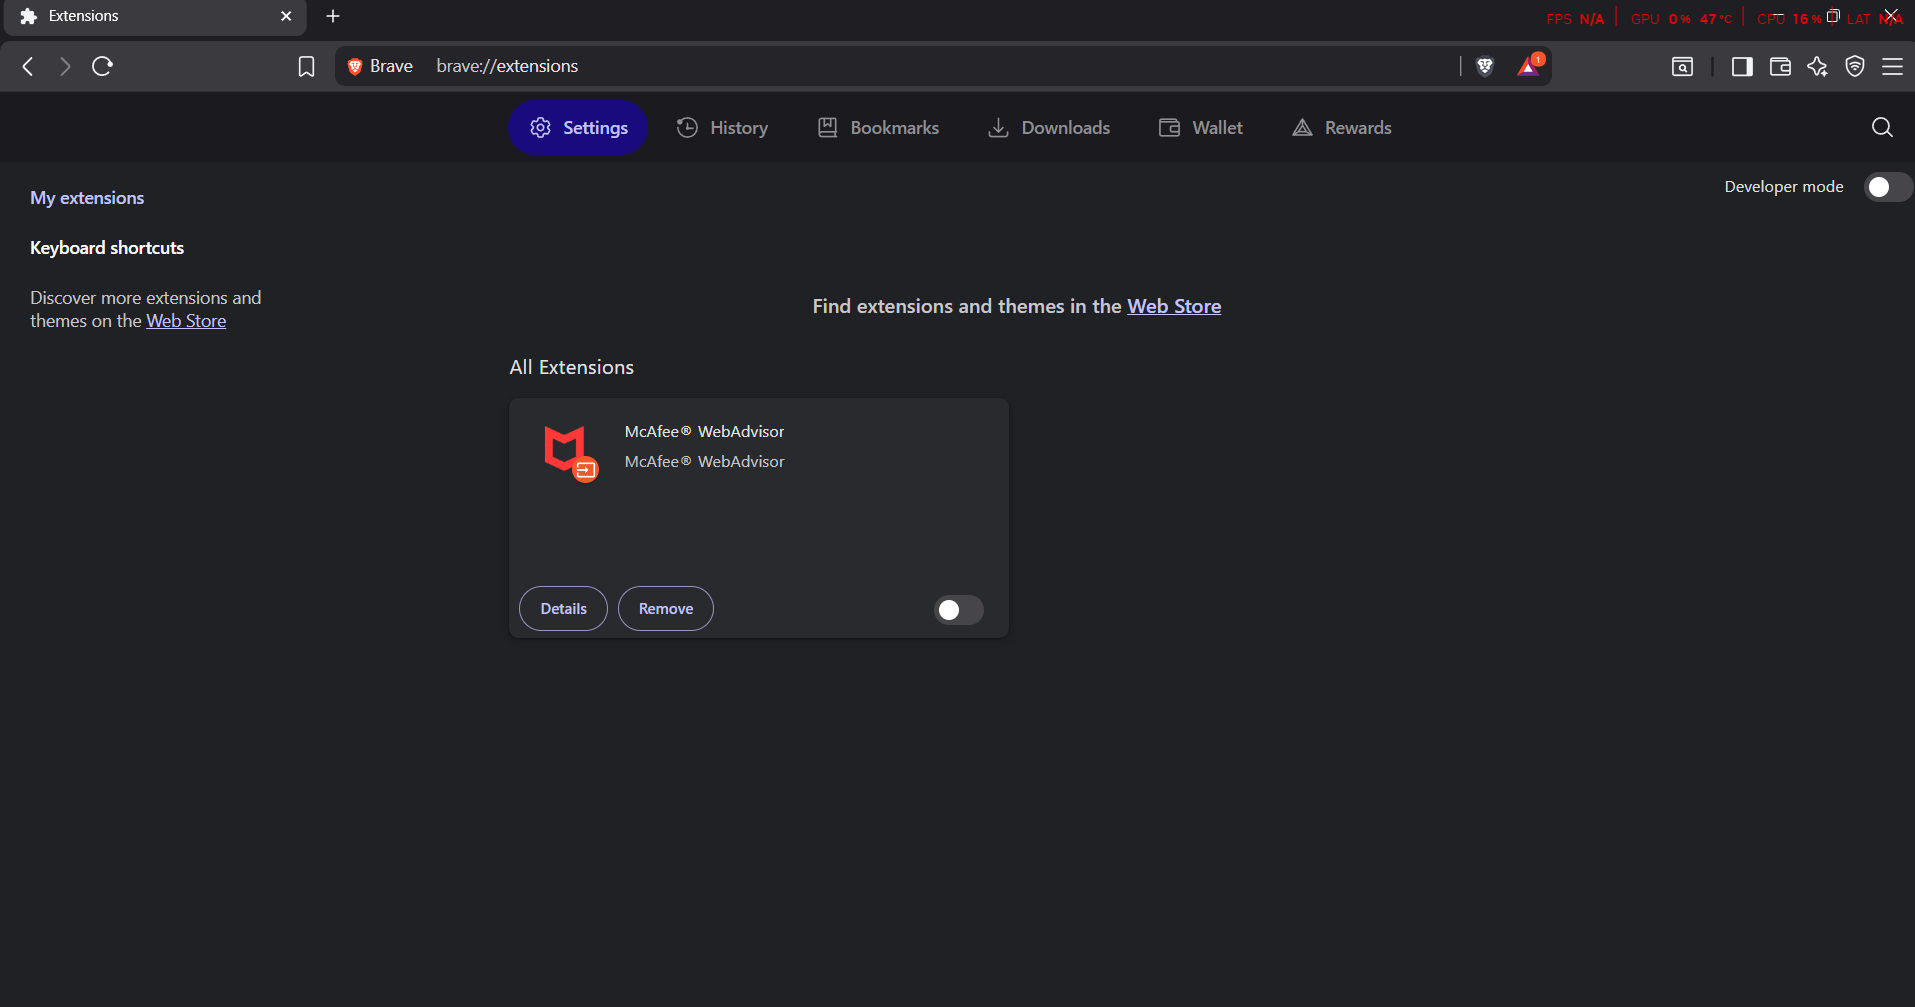 Extensions
FPS N/A GPU 0% 47°C CPU 16% LAT N/A
Brave brave://extensions
1
Settings History Bookmarks Downloads Wallet Rewards
My extensions
Developer mode
Keyboard shortcuts
Discover more extensions and
themes on the Web Store
Find extensions and themes in the Web Store
All Extensions
McAfee® WebAdvisor
McAfee® WebAdvisor
Details Remove